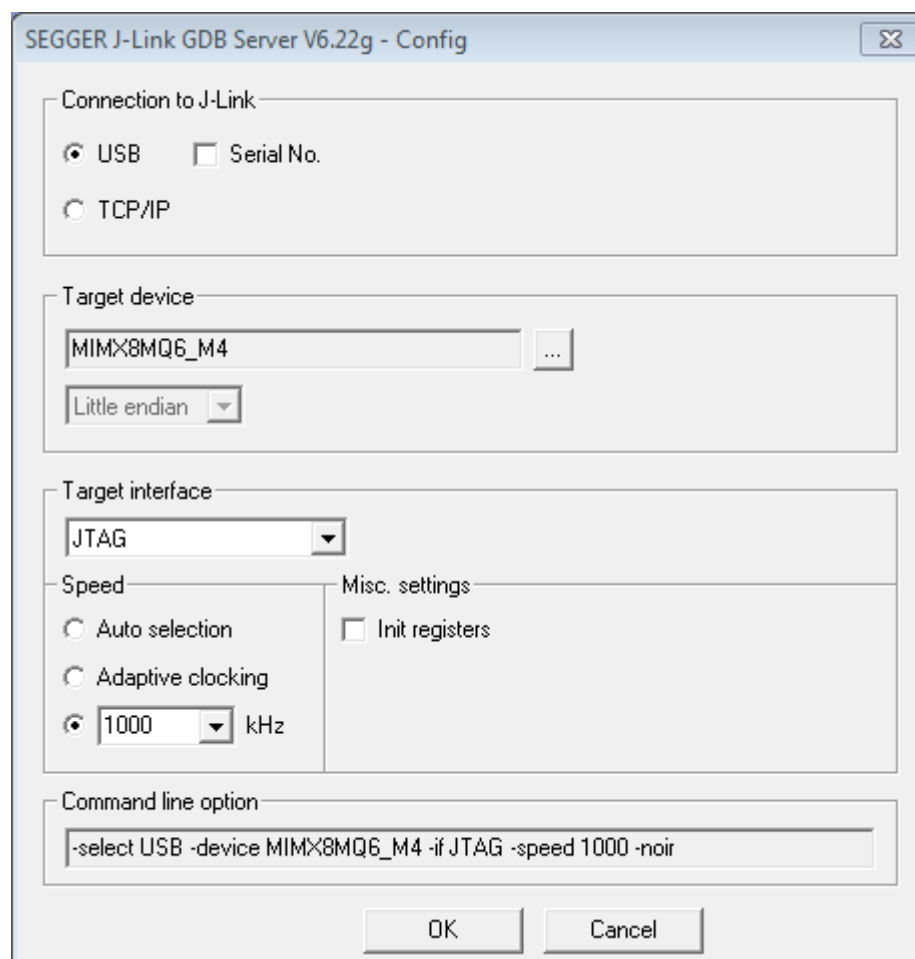 SEGGER J-Link GDB Server V6.22g - Config
Connection to J-Link
USB Serial No.
TCP/IP
Target device
MIMX8MQ6_M4 ...
Little endian
Target interface
JTAG
Speed Misc. settings
Auto selection Init registers
Adaptive clocking
1000 kHz
Command line option
-select USB -device MIMX8MQ6_M4 -if JTAG -speed 1000 -noir
OK Cancel